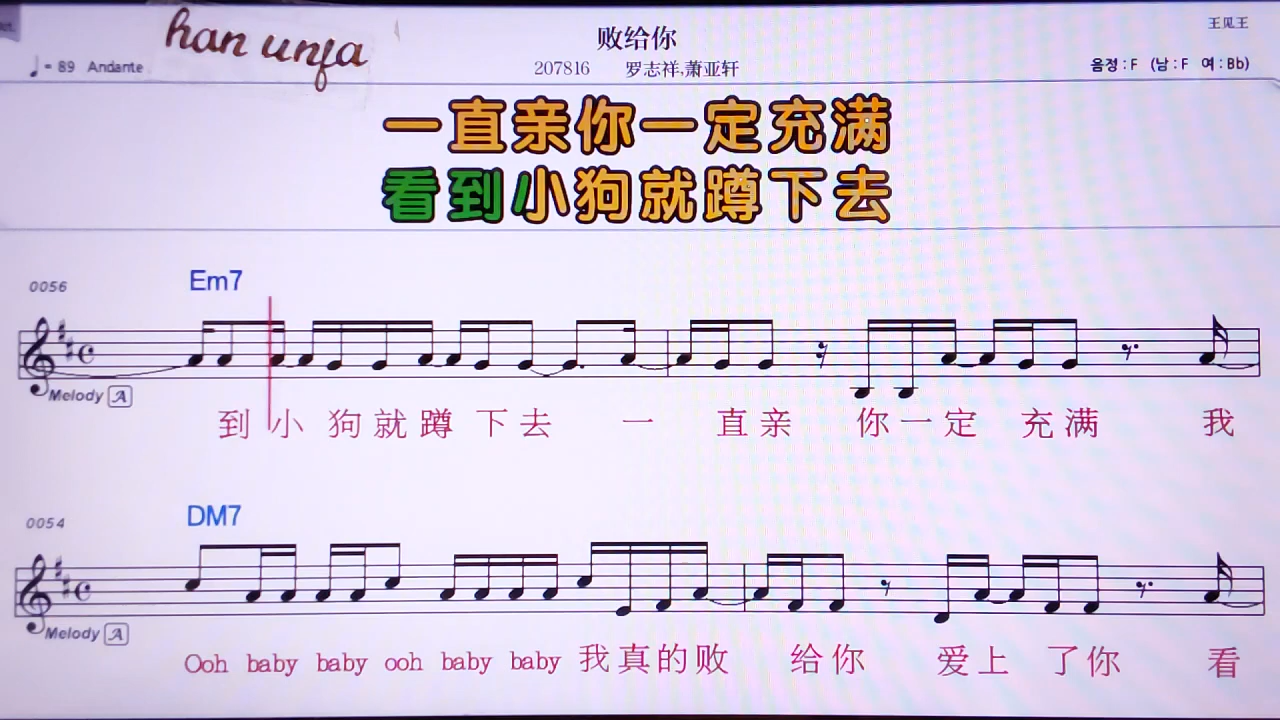 han unfa
败给你
王见王
♩= 89 Andante
207816 罗志祥,萧亚轩
음정 : F (남 : F 여 : Bb)
一直亲你一定充满
看到小狗就蹲下去
Em7
0056
Melody A
到 小 狗 就 蹲 下 去 一 直 亲 你 一 定 充 满 我
DM7
0054
Melody A
Ooh baby baby ooh baby baby 我 真 的 败 给 你 爱 上 了 你 看